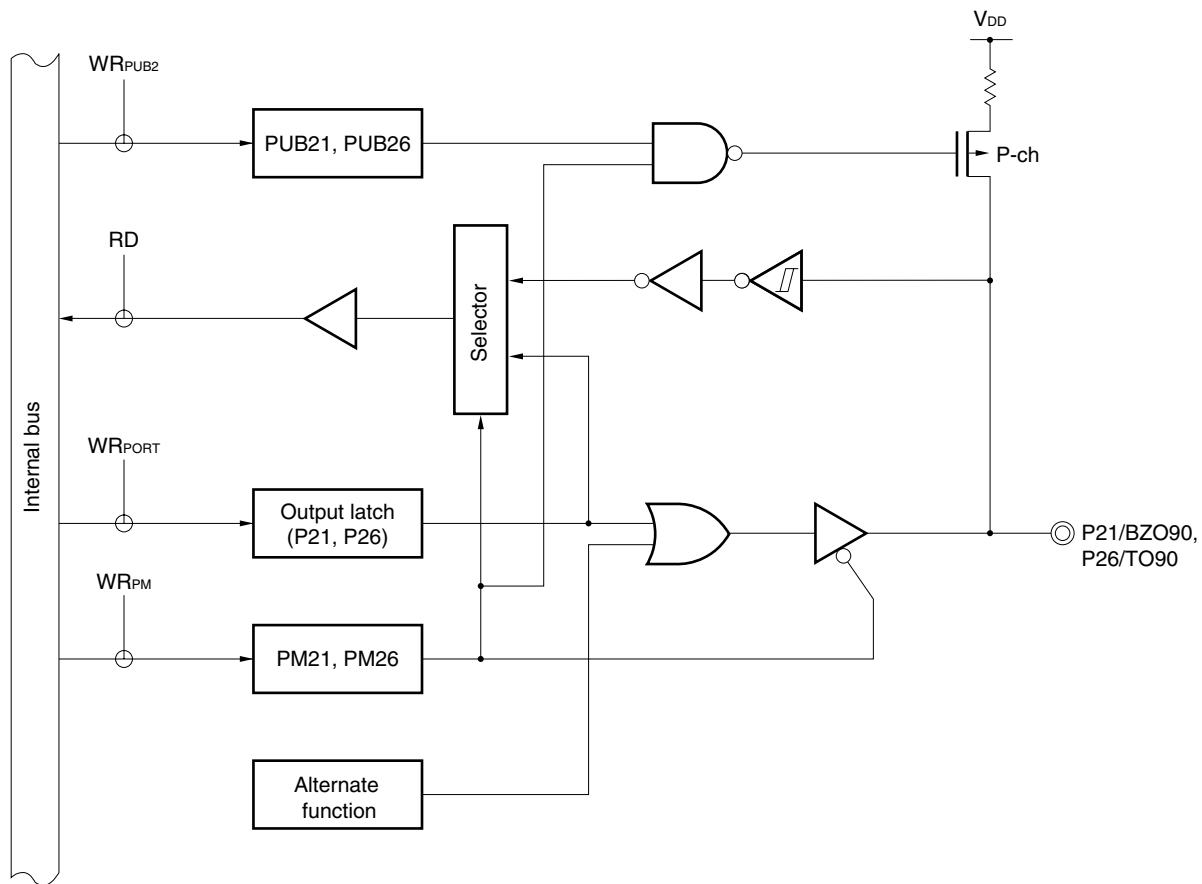 VDD
WRPUB2
PUB21, PUB26
P-ch
RD
Selector
Internal bus
WRPORT
Output latch
(P21, P26)
P21/BZO90,
P26/TO90
WRPM
PM21, PM26
Alternate
function